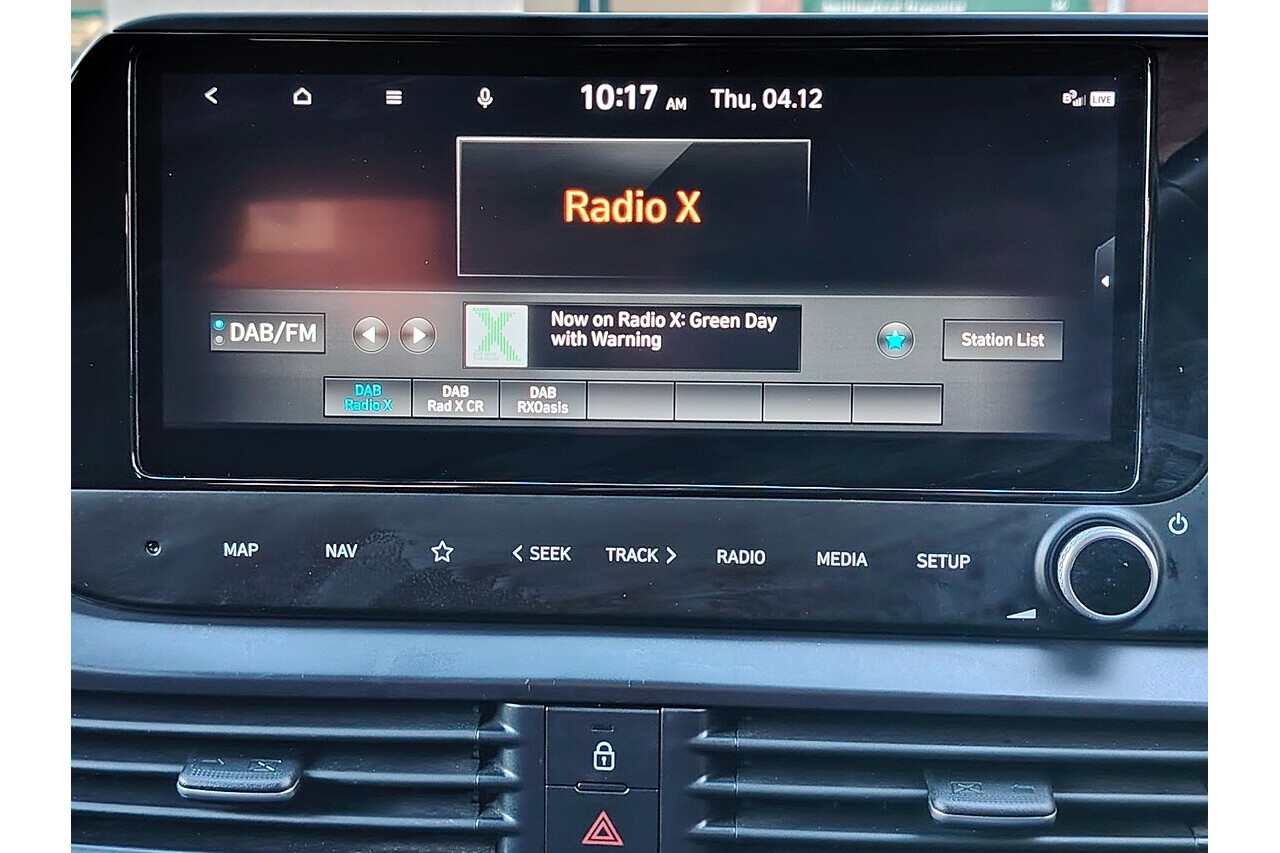 10:17 AM Thu, 04.12
LIVE
Radio X
DAB/FM
Now on Radio X: Green Day
with Warning
Station List
DAB
Radio X
DAB
Rad X CR
DAB
RXOasis
MAP
NAV
SEEK
TRACK
RADIO
MEDIA
SETUP